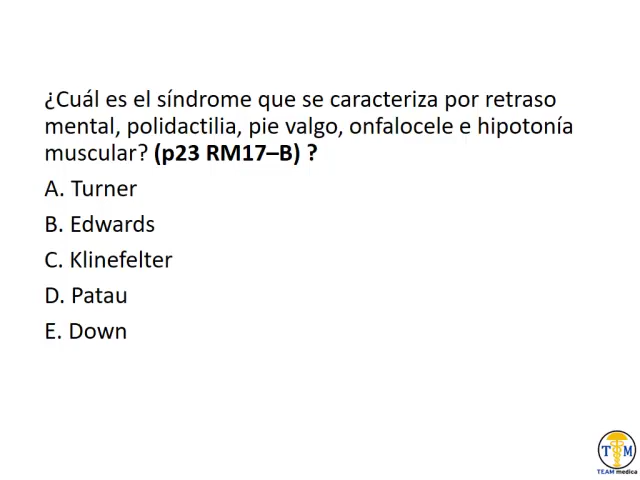 ¿Cuál es el síndrome que se caracteriza por retraso
mental, polidactilia, pie valgo, onfalocele e hipotonía
muscular? (p23 RM17–B) ?
A. Turner
B. Edwards
C. Klinefelter
D. Patau
E. Down
T M
TEAM medica